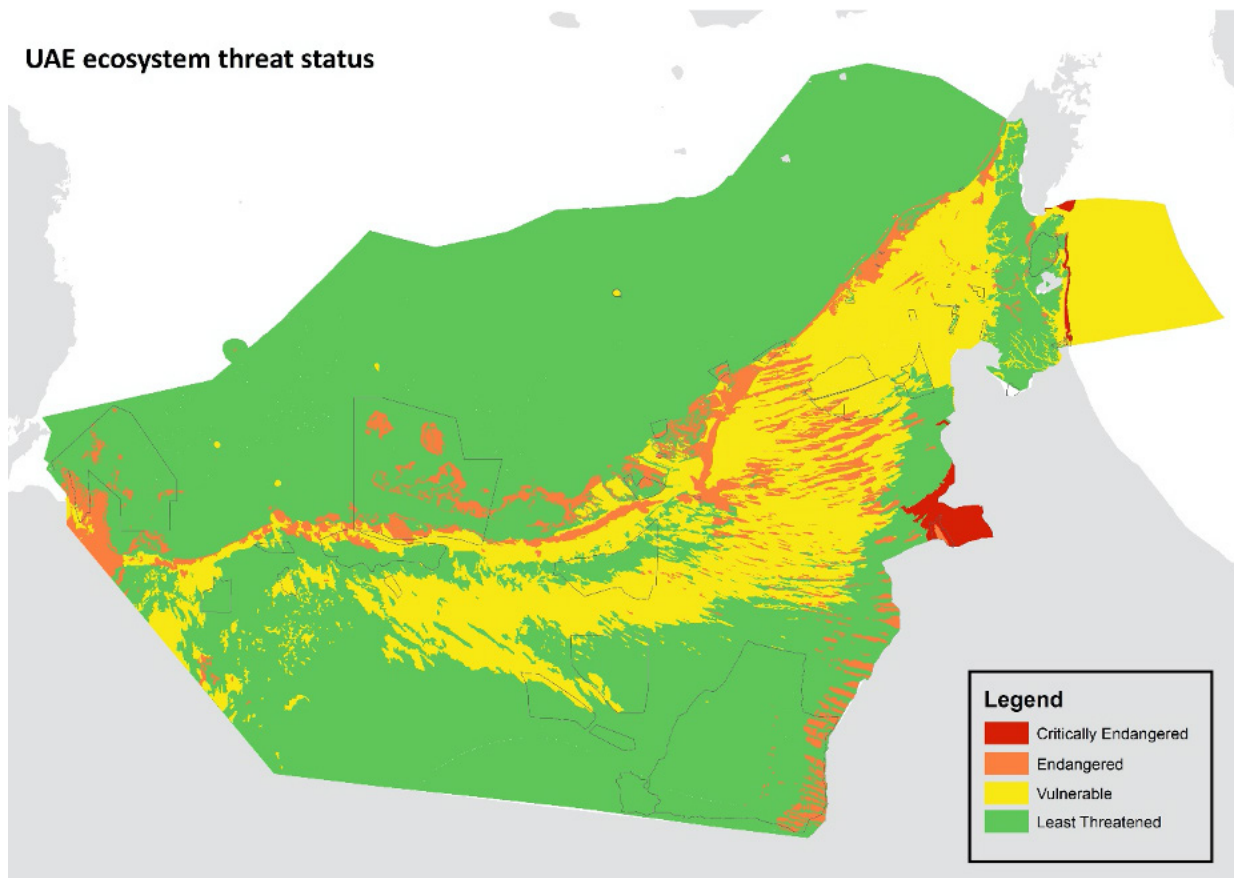 UAE ecosystem threat status
Legend
Critically Endangered
Endangered
Vulnerable
Least Threatened